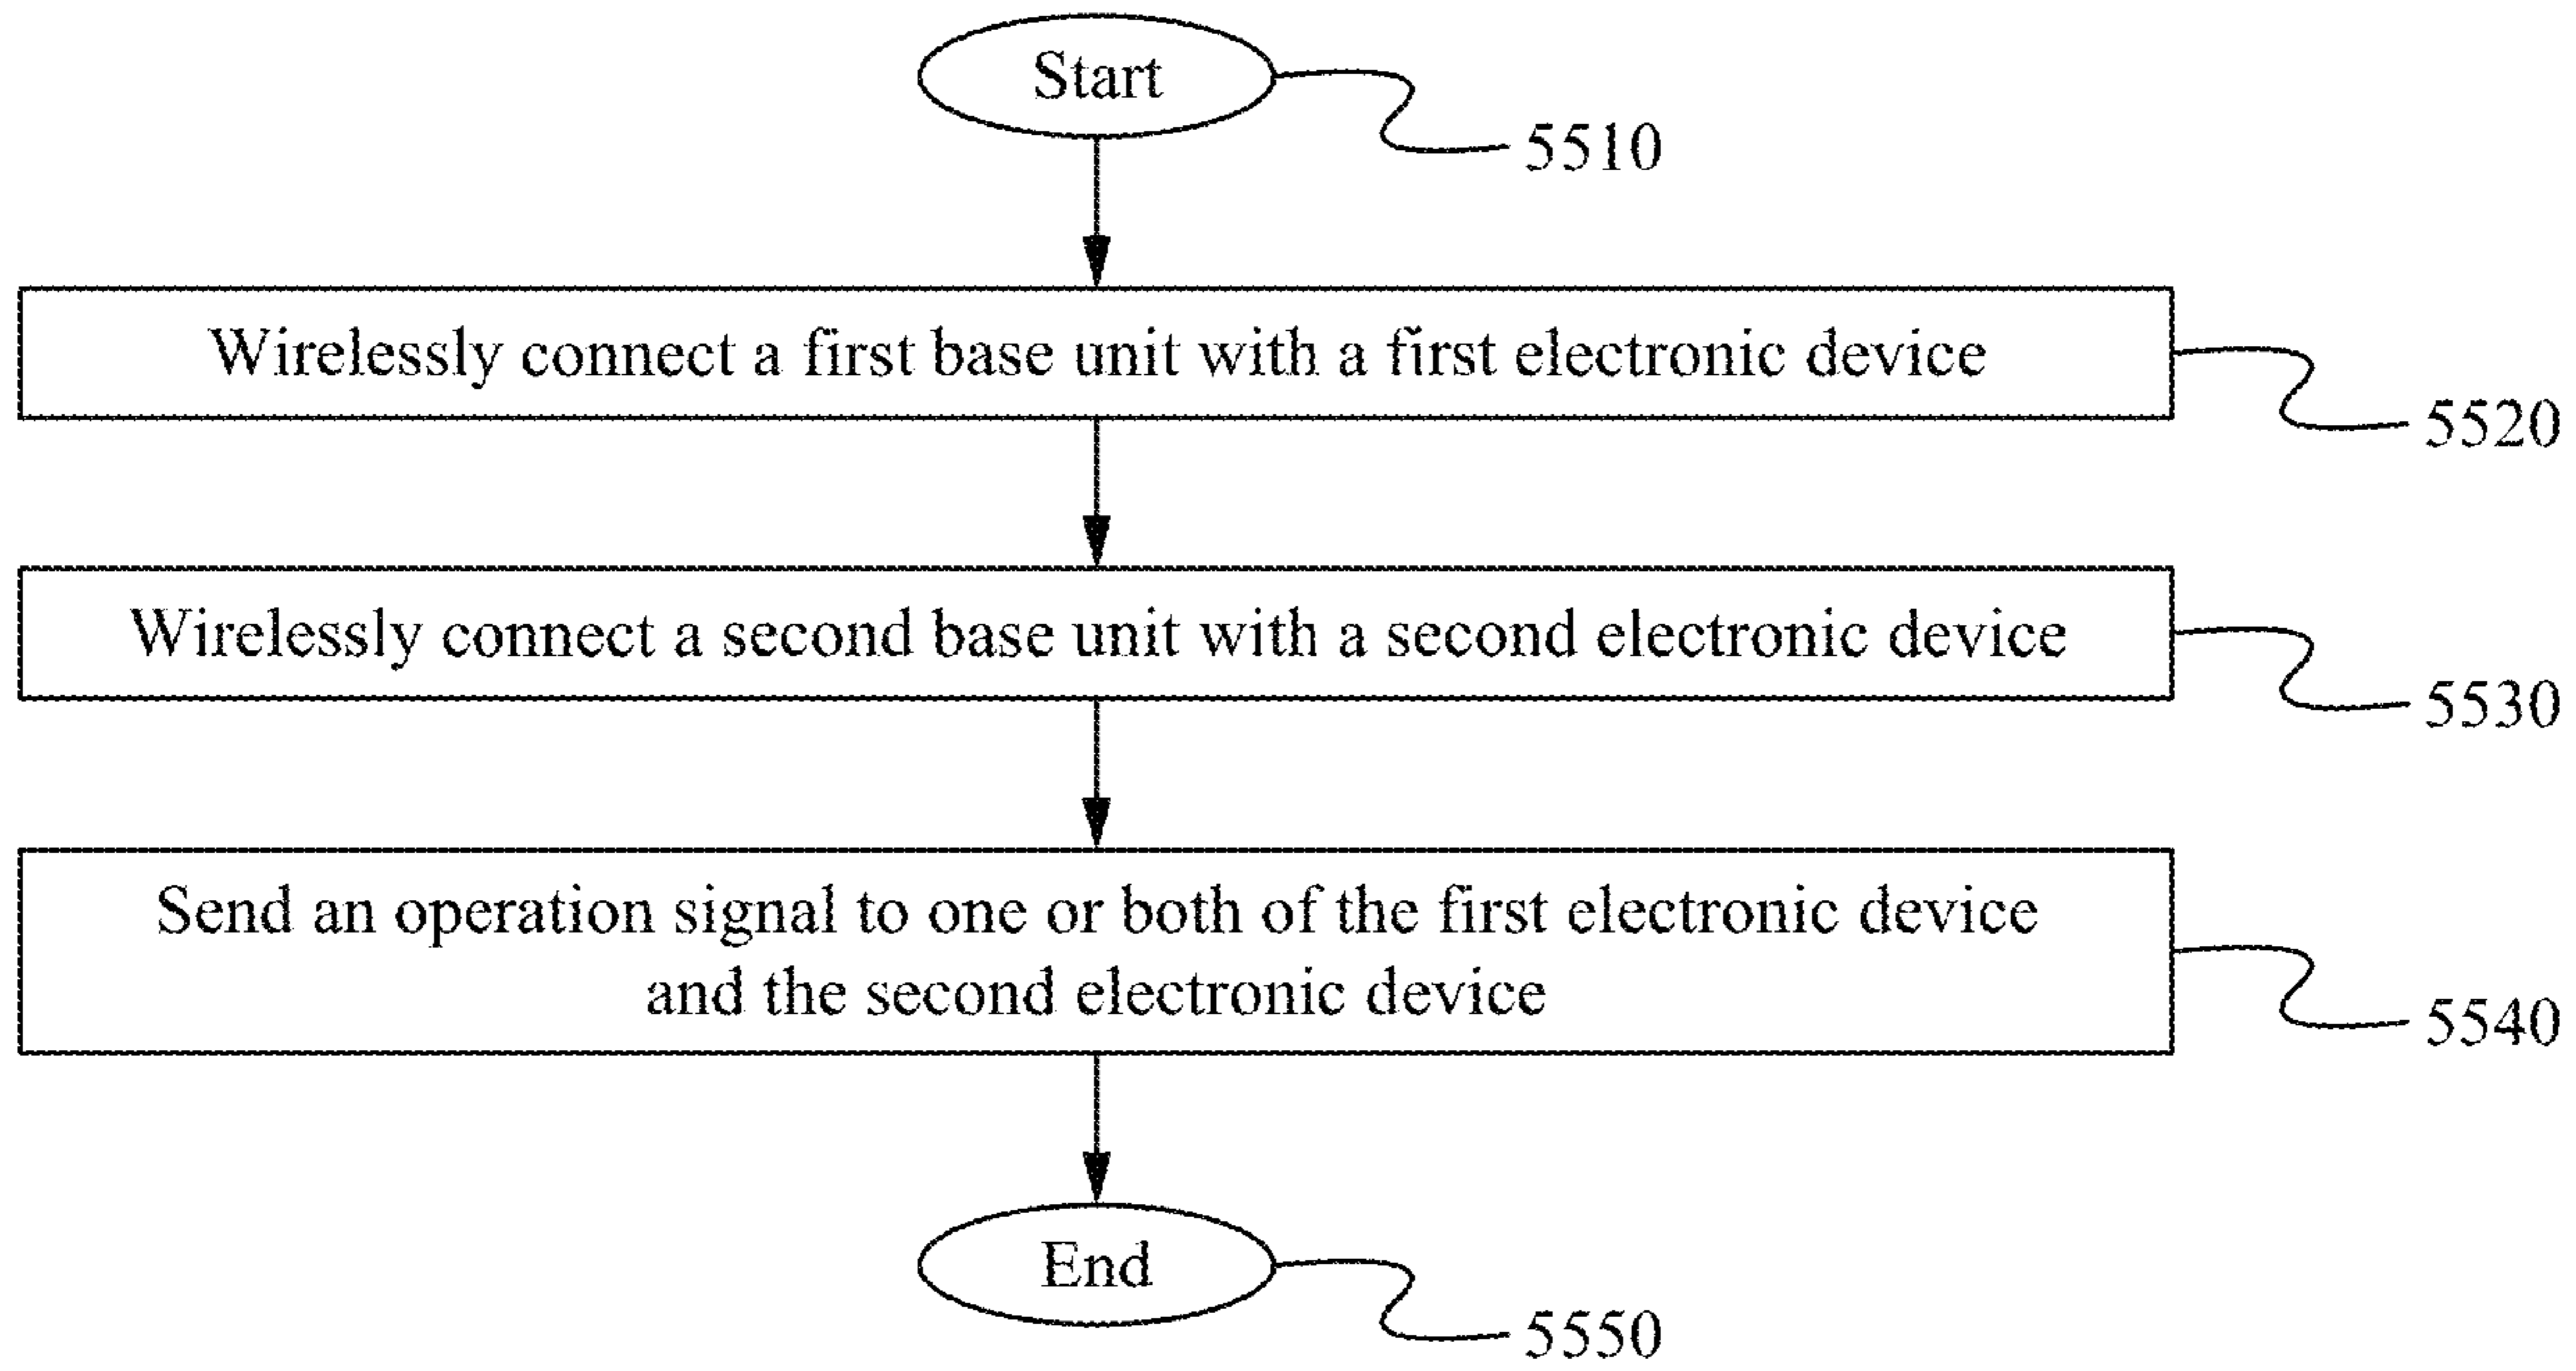 Start
5510
Wirelessly connect a first base unit with a first electronic device
5520
Wirelessly connect a second base unit with a second electronic device
5530
Send an operation signal to one or both of the first electronic device
and the second electronic device
5540
End
5550